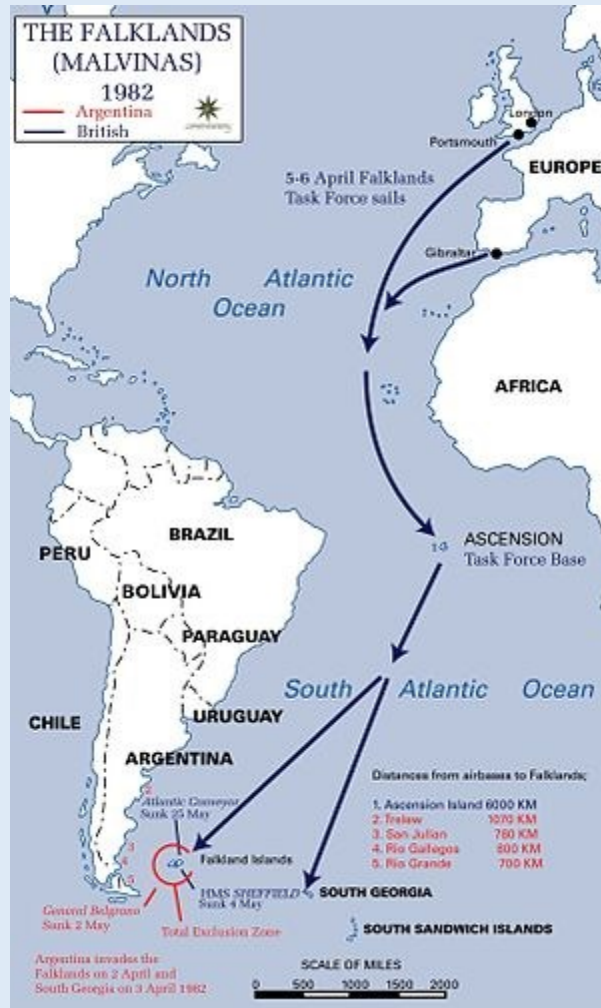 THE FALKLANDS
(MALVINAS)
1982
Argentina
British
London
Portsmouth
EUROPE
5-6 April Falklands
Task Force sails
Gibraltar
North Atlantic
Ocean
AFRICA
BRAZIL
ASCENSION
Task Force Base
PERU
BOLIVIA
PARAGUAY
South Atlantic Ocean
CHILE
URUGUAY
ARGENTINA
Distances from airbases to Falklands;
1. Ascension Island 6000 KM
2. Trelew 1070 KM
3. San Julian 780 KM
4. Rio Gallegos 800 KM
5. Rio Grande 700 KM
2
Atlantic Conveyor
Sunk 25 May
3
4
5
Falkland Islands
HMS SHEFFIELD
Sunk 4 May
SOUTH GEORGIA
General Belgrano
Sunk 2 May
Total Exclusion Zone
SOUTH SANDWICH ISLANDS
Argentina invades the
Falklands on 2 April and
South Georgia on 3 April 1982
SCALE OF MILES
0 500 1000 1500 2000